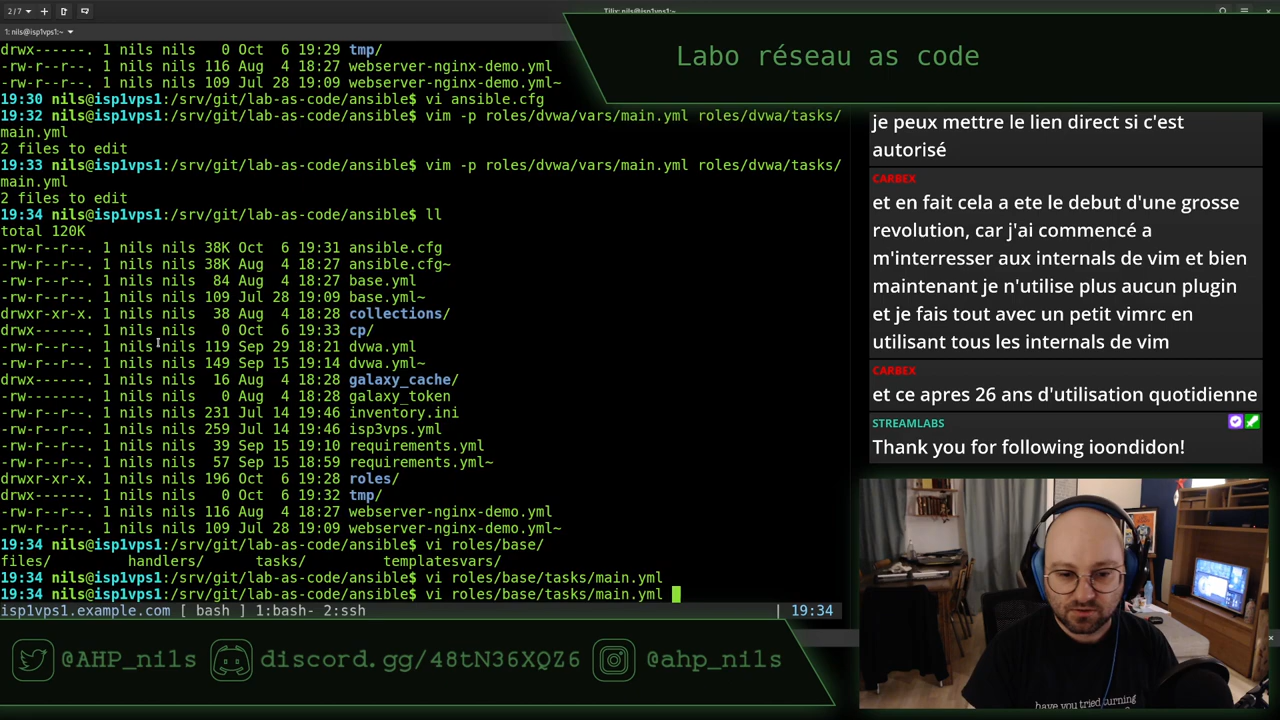 2/7
Tilix: nils@isp1vps1:~
1: nils@isp1vps1:~
drwx------. 1 nils nils   0 Oct  6 19:29 tmp/
-rw-r--r--. 1 nils nils 116 Aug  4 18:27 webserver-nginx-demo.yml
-rw-r--r--. 1 nils nils 109 Jul 28 19:09 webserver-nginx-demo.yml~
19:30 nils@isp1vps1:/srv/git/lab-as-code/ansible$ vi ansible.cfg
19:32 nils@isp1vps1:/srv/git/lab-as-code/ansible$ vim -p roles/dvwa/vars/main.yml roles/dvwa/tasks/
main.yml
2 files to edit
19:33 nils@isp1vps1:/srv/git/lab-as-code/ansible$ vim -p roles/dvwa/vars/main.yml roles/dvwa/tasks/
main.yml
2 files to edit
19:34 nils@isp1vps1:/srv/git/lab-as-code/ansible$ ll
total 120K
-rw-r--r--. 1 nils nils 38K Oct  6 19:31 ansible.cfg
-rw-r--r--. 1 nils nils 38K Aug  4 18:27 ansible.cfg~
-rw-r--r--. 1 nils nils  84 Aug  4 18:27 base.yml
-rw-r--r--. 1 nils nils 109 Jul 28 19:09 base.yml~
drwxr-xr-x. 1 nils nils  38 Aug  4 18:28 collections/
drwx------. 1 nils nils   0 Oct  6 19:33 cp/
-rw-r--r--. 1 nils nils 119 Sep 29 18:21 dvwa.yml
-rw-r--r--. 1 nils nils 149 Sep 15 19:14 dvwa.yml~
drwx------. 1 nils nils  16 Aug  4 18:28 galaxy_cache/
-rw-------. 1 nils nils   0 Aug  4 18:28 galaxy_token
-rw-r--r--. 1 nils nils 231 Jul 14 19:46 inventory.ini
-rw-r--r--. 1 nils nils 259 Jul 14 19:46 isp3vps.yml
-rw-r--r--. 1 nils nils  39 Sep 15 19:10 requirements.yml
-rw-r--r--. 1 nils nils  57 Sep 15 18:59 requirements.yml~
drwxr-xr-x. 1 nils nils 196 Oct  6 19:28 roles/
drwx------. 1 nils nils   0 Oct  6 19:32 tmp/
-rw-r--r--. 1 nils nils 116 Aug  4 18:27 webserver-nginx-demo.yml
-rw-r--r--. 1 nils nils 109 Jul 28 19:09 webserver-nginx-demo.yml~
19:34 nils@isp1vps1:/srv/git/lab-as-code/ansible$ vi roles/base/
files/         handlers/      tasks/         templatesvars/
19:34 nils@isp1vps1:/srv/git/lab-as-code/ansible$ vi roles/base/tasks/main.yml
19:34 nils@isp1vps1:/srv/git/lab-as-code/ansible$ vi roles/base/tasks/main.yml
isp1vps1.example.com [ bash ] 1:bash- 2:ssh | 19:34
Labo réseau as code
je peux mettre le lien direct si c'est
autorisé
CARBEX
et en fait cela a ete le debut d'une grosse
revolution, car j'ai commencé a
m'interresser aux internals de vim et bien
maintenant je n'utilise plus aucun plugin
et je fais tout avec un petit vimrc en
utilisant tous les internals de vim
CARBEX
et ce apres 26 ans d'utilisation quotidienne
STREAMLABS
Thank you for following ioondidon!
have you tried turning
@AHP_nils
discord.gg/48tN36XQZ6
@ahp_nils